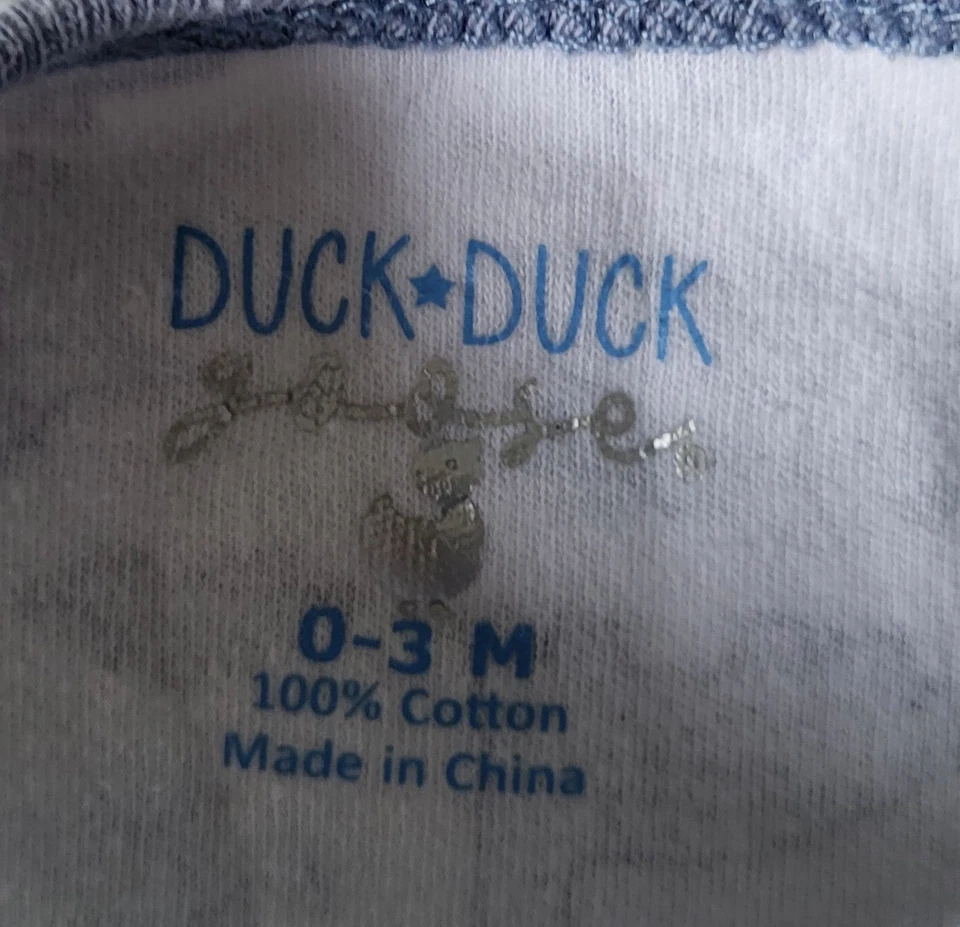 DUCK★DUCK
0-3 M
100% Cotton
Made in China